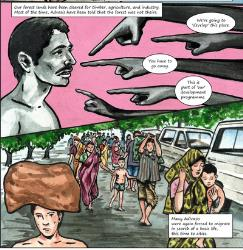 Our forest lands have been cleared for timber, agriculture, and industry.
Most of the times, Adivasis have been told that the forest was not theirs.
We're going to
'develop' this place.
You have to
go away.
This is
part of 'our'
development
programme.
Many Adivasis
were again forced to migrate
in search of a basic life,
this time to cities.